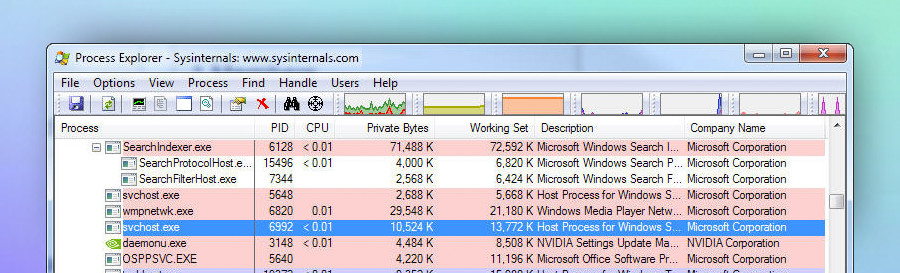 Process Explorer - Sysinternals: www.sysinternals.com
File Options View Process Find Handle Users Help
Process PID CPU Private Bytes Working Set Description Company Name
SearchIndexer.exe 6128 < 0.01 71,488 K 72,592 K Microsoft Windows Search I... Microsoft Corporation
SearchProtocolHost.e... 15496 < 0.01 4,000 K 6,820 K Microsoft Windows Search P... Microsoft Corporation
SearchFilterHost.exe 7344 2,568 K 6,424 K Microsoft Windows Search F... Microsoft Corporation
svchost.exe 5648 2,688 K 5,668 K Host Process for Windows S... Microsoft Corporation
wmpnetwk.exe 6820 0.01 29,548 K 21,180 K Windows Media Player Netw... Microsoft Corporation
svchost.exe 6992 < 0.01 10,524 K 13,772 K Host Process for Windows S... Microsoft Corporation
daemonu.exe 3148 < 0.01 4,484 K 8,508 K NVIDIA Settings Update Ma... NVIDIA Corporation
OSPPSVC.EXE 5640 4,220 K 11,196 K Microsoft Office Software Pr... Microsoft Corporation